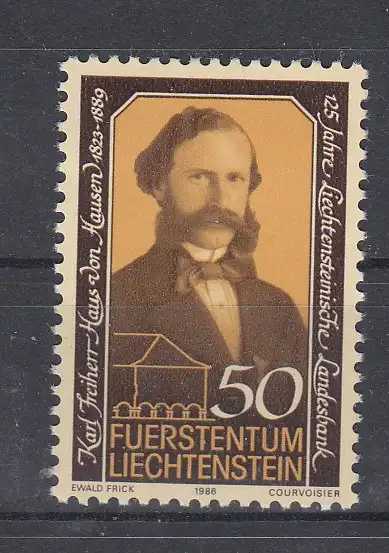 Karl Freiherr Haus von Hausen 1823-1889
125 Jahre Liechtensteinische Landesbank
50
FUERSTENTUM
LIECHTENSTEIN
EWALD FRICK 1986 COURVOISIER